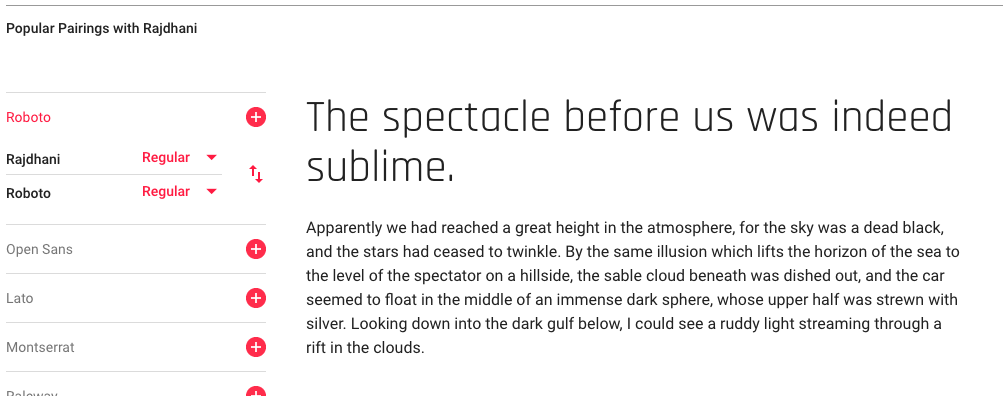 Popular Pairings with Rajdhani
Roboto
Rajdhani Regular
Roboto Regular
Open Sans
Lato
Montserrat
Raleway
The spectacle before us was indeed
sublime.
Apparently we had reached a great height in the atmosphere, for the sky was a dead black,
and the stars had ceased to twinkle. By the same illusion which lifts the horizon of the sea to
the level of the spectator on a hillside, the sable cloud beneath was dished out, and the car
seemed to float in the middle of an immense dark sphere, whose upper half was strewn with
silver. Looking down into the dark gulf below, I could see a ruddy light streaming through a
rift in the clouds.